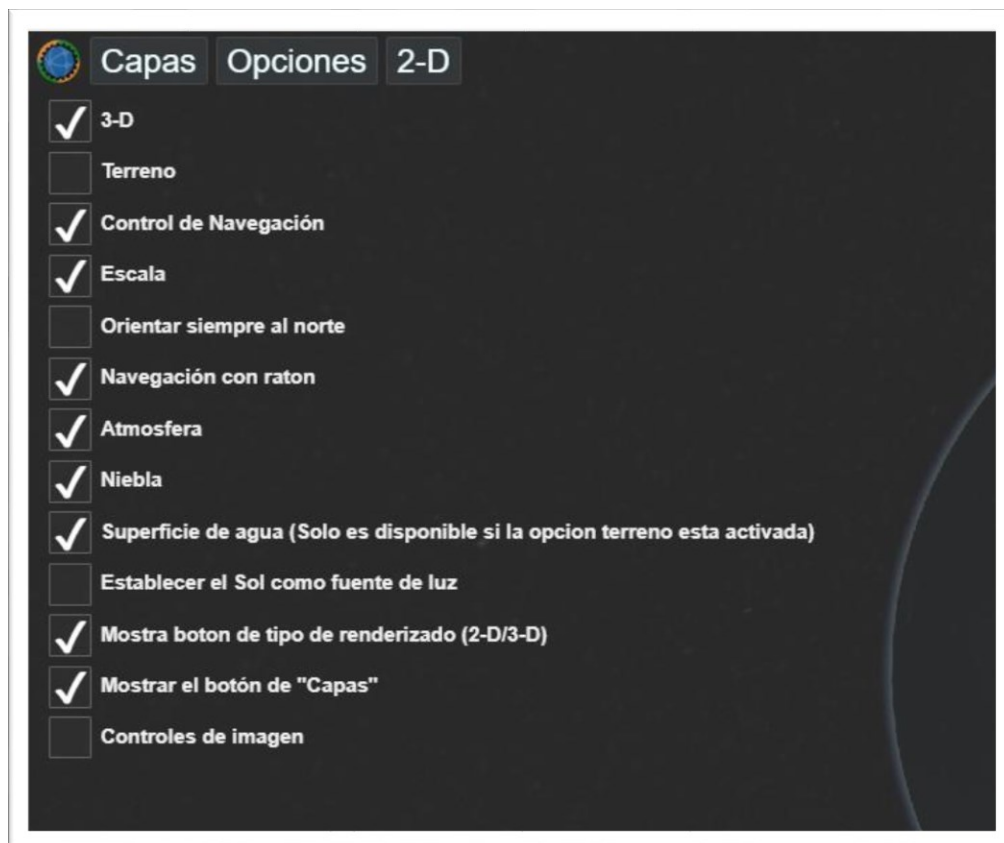 Capas Opciones 2-D
3-D
Terreno
Control de Navegación
Escala
Orientar siempre al norte
Navegación con raton
Atmosfera
Niebla
Superficie de agua (Solo es disponible si la opcion terreno esta activada)
Establecer el Sol como fuente de luz
Mostra boton de tipo de renderizado (2-D/3-D)
Mostrar el botón de "Capas"
Controles de imagen